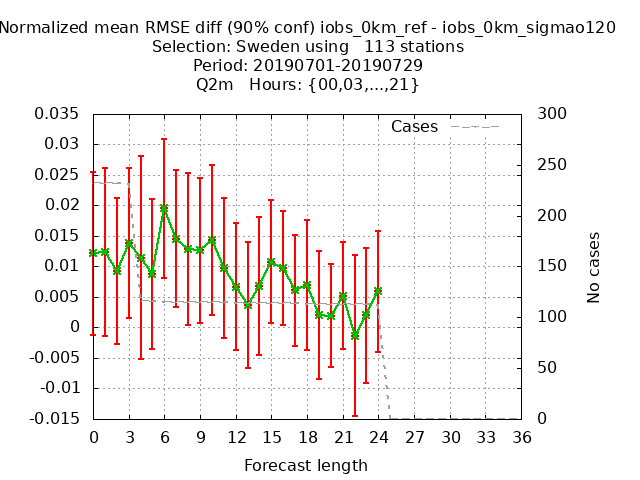 Normalized mean RMSE diff (90% conf) iobs_0km_ref - iobs_0km_sigmao120
Selection: Sweden using   113 stations
Period: 20190701-20190729
Q2m   Hours: {00,03,...,21}
Cases
0.035
0.03
0.025
0.02
0.015
0.01
0.005
0
-0.005
-0.01
-0.015
300
250
200
150
100
50
0
No cases
0 3 6 9 12 15 18 21 24 27 30 33 36
Forecast length